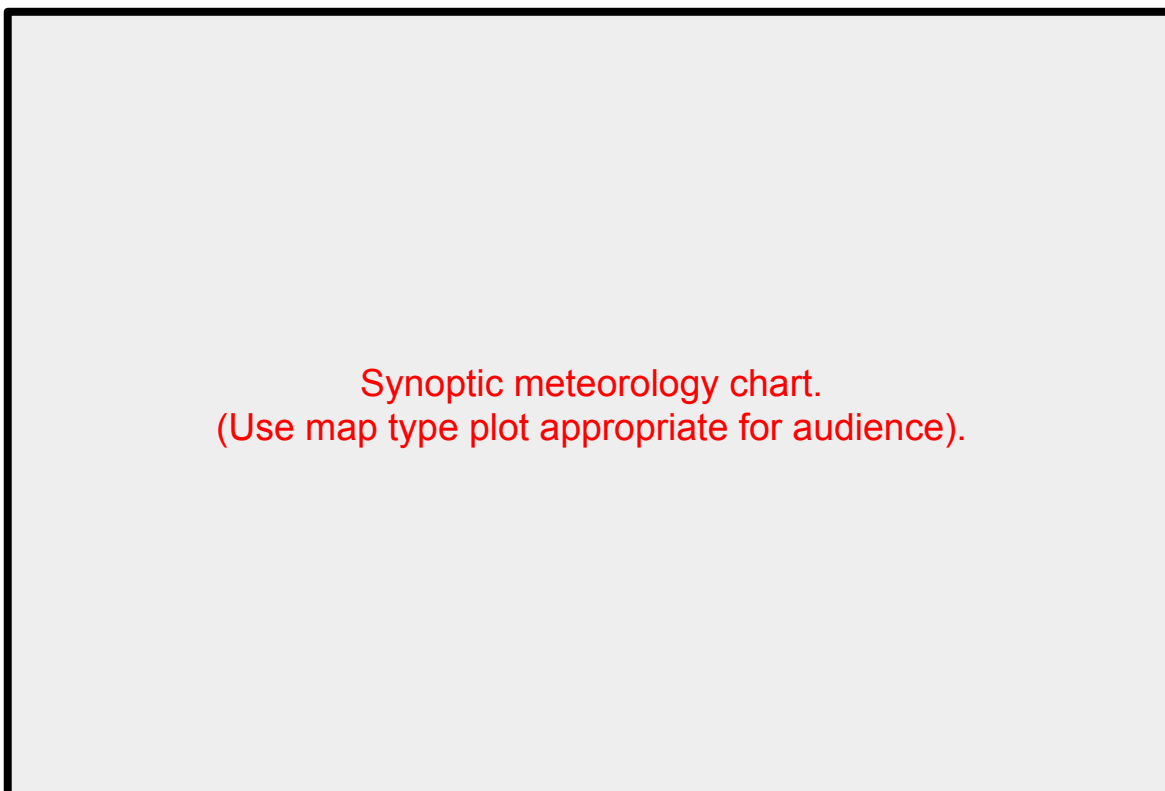 Synoptic meteorology chart.
(Use map type plot appropriate for audience).